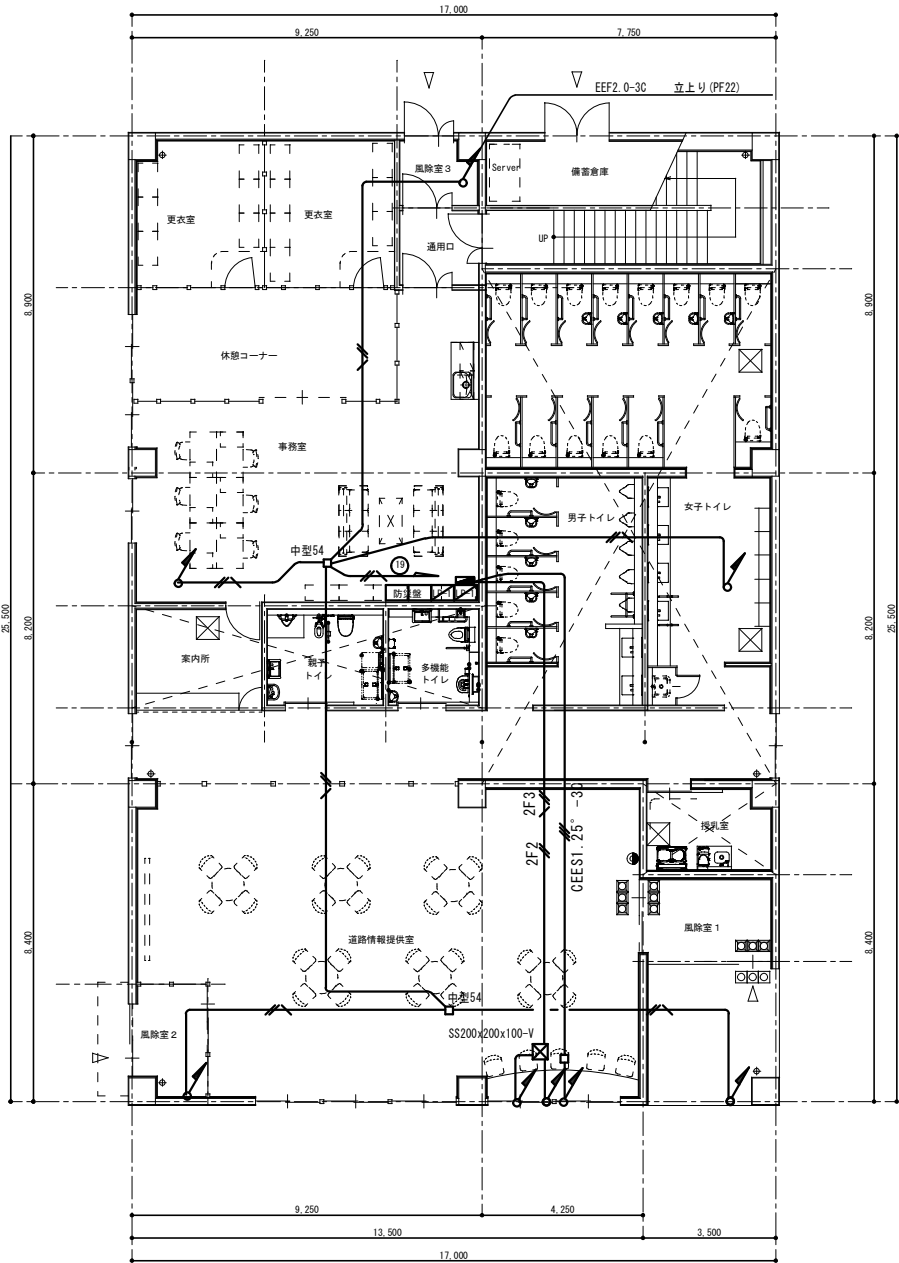 17,000
9,250
7,750
EEF2.0-3C 立上り(PF22)
風除室3
Server
備蓄倉庫
更衣室
更衣室
通用口
UP
8,900
8,900
休憩コーナー
事務室
男子トイレ
女子トイレ
中型54
19
防災盤
25,500
25,500
8,200
8,200
案内所
親子
トイレ
多機能
トイレ
2F3
2F2
CEES1.25°-3C
授乳室
8,400
8,400
道路情報提供室
風除室1
中型54
SS200x200x100-V
風除室2
9,250
4,250
13,500
3,500
17,000